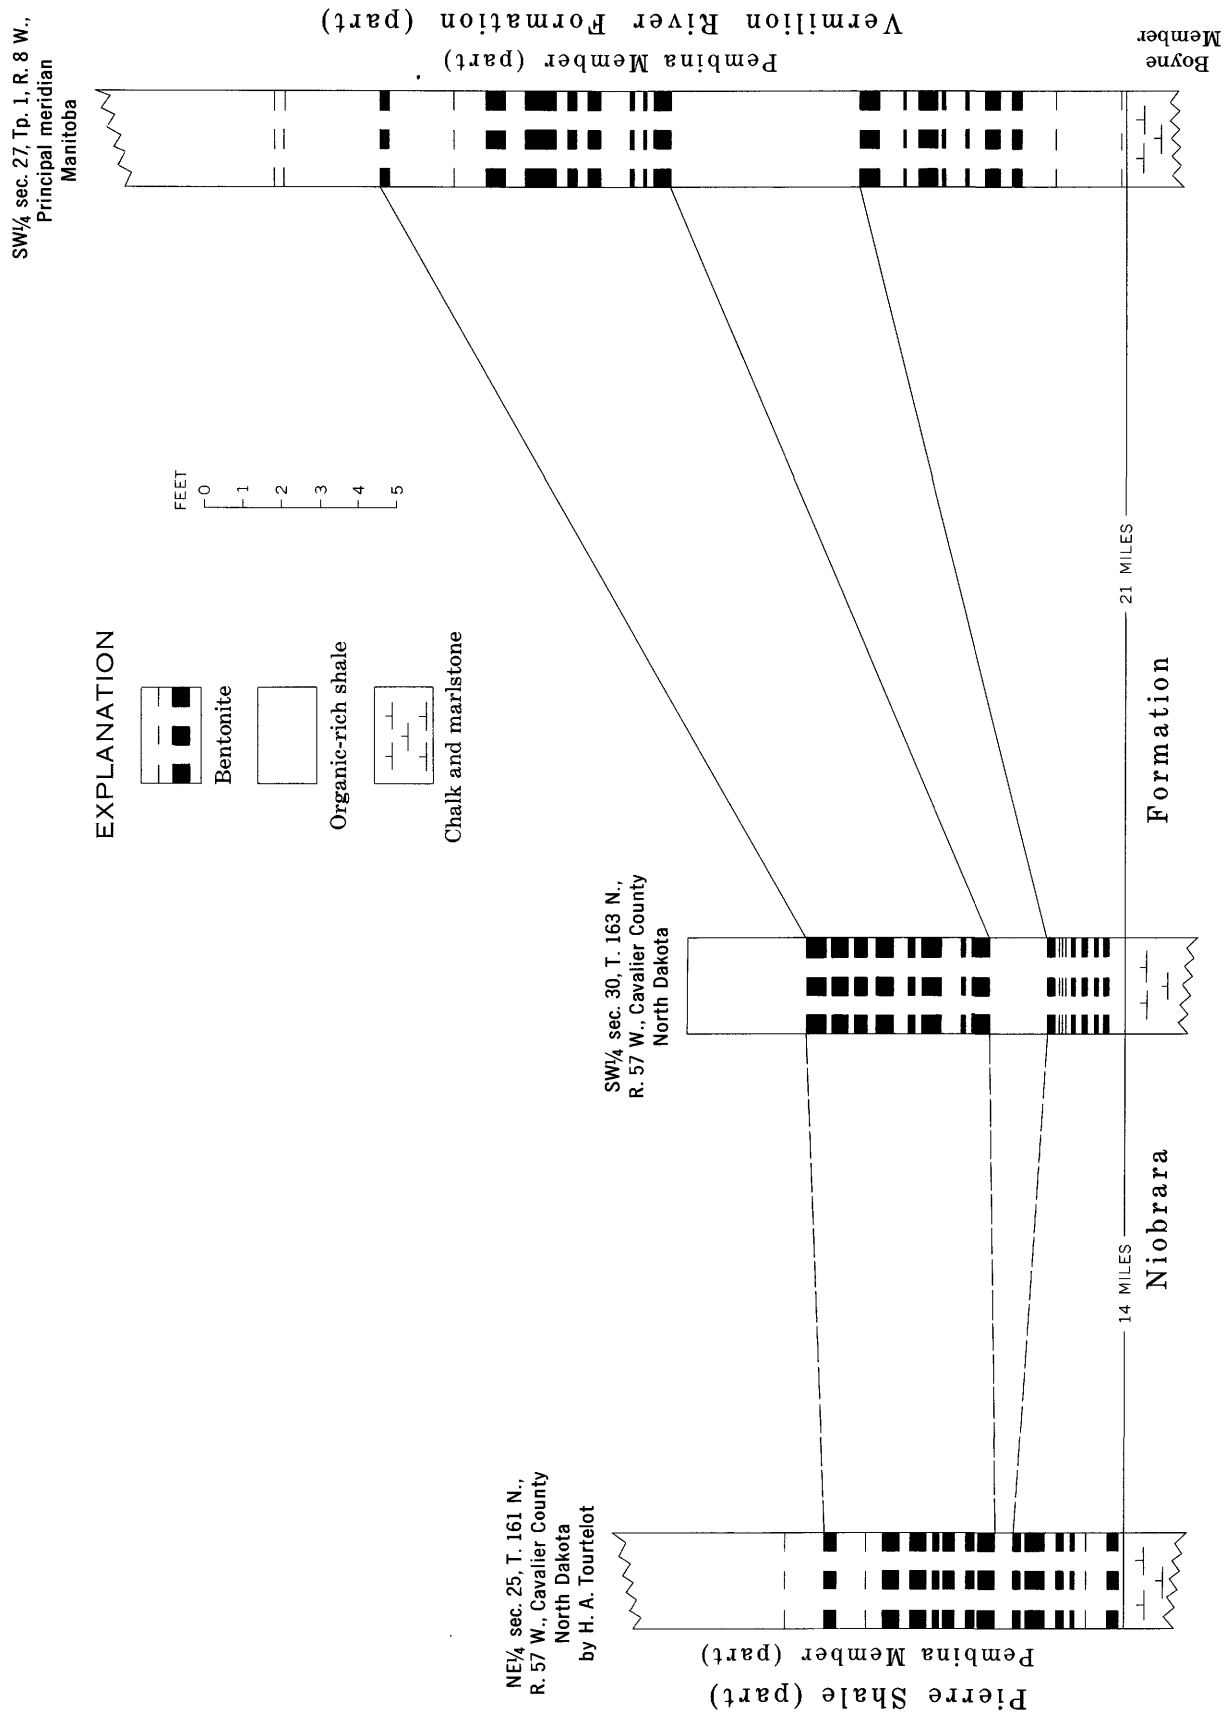 NE¼ sec. 25, T. 161 N.,
R. 57 W., Cavalier County
North Dakota
by H. A. Tourtelot
SW¼ sec. 30, T. 163 N.,
R. 57 W., Cavalier County
North Dakota
SW¼ sec. 27, Tp. 1, R. 8 W.,
Principal meridian
Manitoba
EXPLANATION
Bentonite
Organic-rich shale
Chalk and marlstone
FEET
0
1
2
3
4
5
Pierre Shale (part)
Pembina Member (part)
Vermilion River Formation (part)
Pembina Member (part)
Boyne
Member
14 MILES
21 MILES
Niobrara Formation